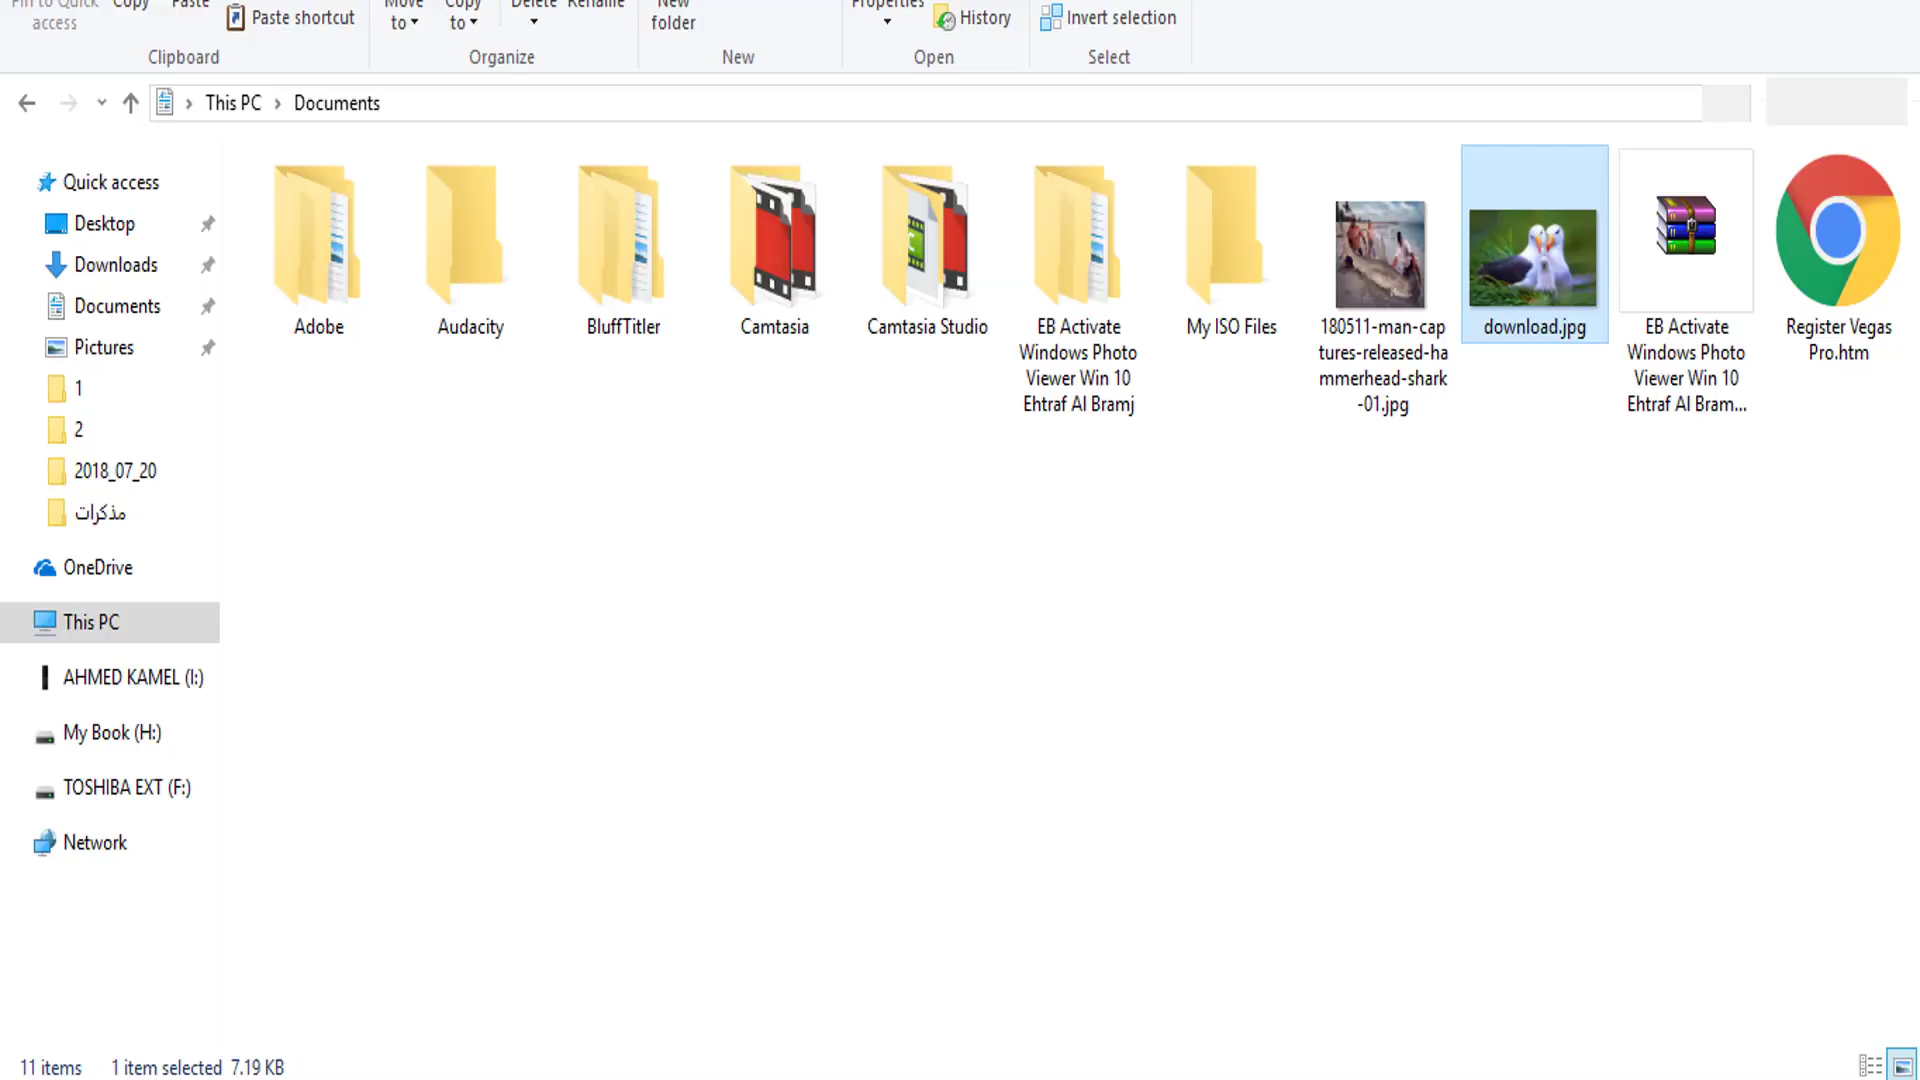 Pin to Quick access
Copy
Paste
Paste shortcut
Clipboard
Move to
Copy to
Delete
Rename
Organize
New folder
New
Properties
History
Open
Invert selection
Select
This PC
Documents
Quick access
Desktop
Downloads
Documents
Pictures
1
2
2018_07_20
مذكرات
OneDrive
This PC
AHMED KAMEL (I:)
My Book (H:)
TOSHIBA EXT (F:)
Network
Adobe
Audacity
BluffTitler
Camtasia
Camtasia Studio
EB Activate
Windows Photo
Viewer Win 10
Ehtraf Al Bramj
My ISO Files
180511-man-cap
tures-released-ha
mmerhead-shark
-01.jpg
download.jpg
EB Activate
Windows Photo
Viewer Win 10
Ehtraf Al Bram...
Register Vegas
Pro.htm
11 items
1 item selected 7.19 KB